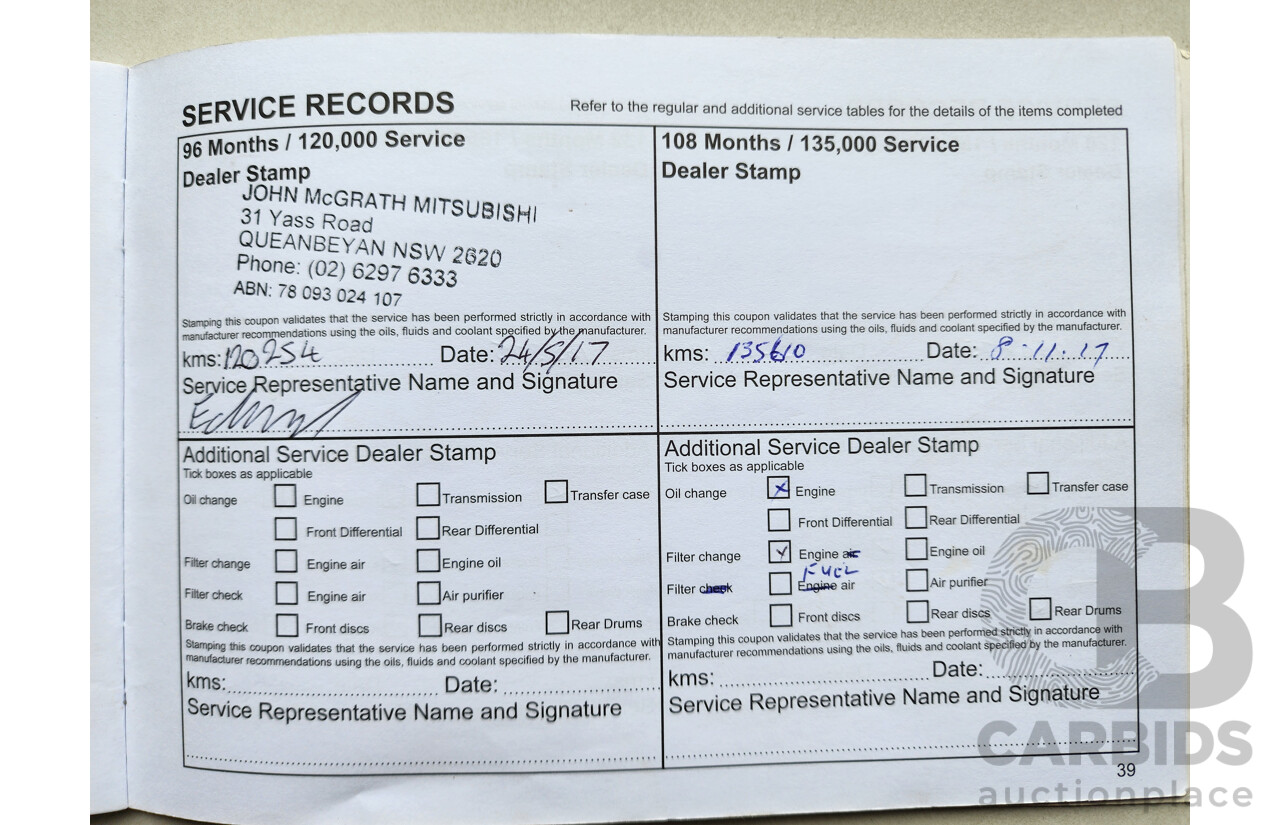 SERVICE RECORDS
Refer to the regular and additional service tables for the details of the items completed
96 Months / 120,000 Service
Dealer Stamp
JOHN McGRATH MITSUBISHI
31 Yass Road
QUEANBEYAN NSW 2620
Phone: (02) 6297 6333
ABN: 78 093 024 107
Stamping this coupon validates that the service has been performed strictly in accordance with
manufacturer recommendations using the oils, fluids and coolant specified by the manufacturer.
kms: 120254 Date: 24/5/17
Service Representative Name and Signature
Additional Service Dealer Stamp
Tick boxes as applicable
Oil change Engine Transmission Transfer case
Front Differential Rear Differential
Filter change Engine air Engine oil
Filter check Engine air Air purifier
Brake check Front discs Rear discs Rear Drums
Stamping this coupon validates that the service has been performed strictly in accordance with
manufacturer recommendations using the oils, fluids and coolant specified by the manufacturer.
kms: Date:
Service Representative Name and Signature
108 Months / 135,000 Service
Dealer Stamp
Stamping this coupon validates that the service has been performed strictly in accordance with
manufacturer recommendations using the oils, fluids and coolant specified by the manufacturer.
kms: 135610 Date: 8-11-17
Service Representative Name and Signature
Additional Service Dealer Stamp
Tick boxes as applicable
Oil change Engine Transmission Transfer case
Front Differential Rear Differential
Filter change Engine air Engine oil
FUEL
Filter check Engine air Air purifier
Brake check Front discs Rear discs Rear Drums
Stamping this coupon validates that the service has been performed strictly in accordance with
manufacturer recommendations using the oils, fluids and coolant specified by the manufacturer.
kms: Date:
Service Representative Name and Signature
39
CARBIDS
auctionplace